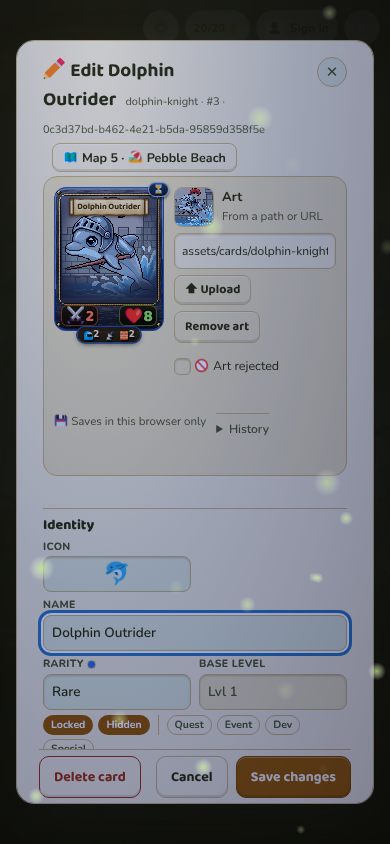 20/20
Sign in
Edit Dolphin
Outrider dolphin-knight · #3 ·
0c3d37bd-b462-4e21-b5da-95859d358f5e
Map 5 · Pebble Beach
Dolphin Outrider
2
8
2
2
Art
From a path or URL
assets/cards/dolphin-knight
Upload
Remove art
Art rejected
Saves in this browser only
History
Identity
ICON
NAME
Dolphin Outrider
RARITY
BASE LEVEL
Rare
Lvl 1
Locked Hidden Quest Event Dev
Special
Delete card Cancel Save changes